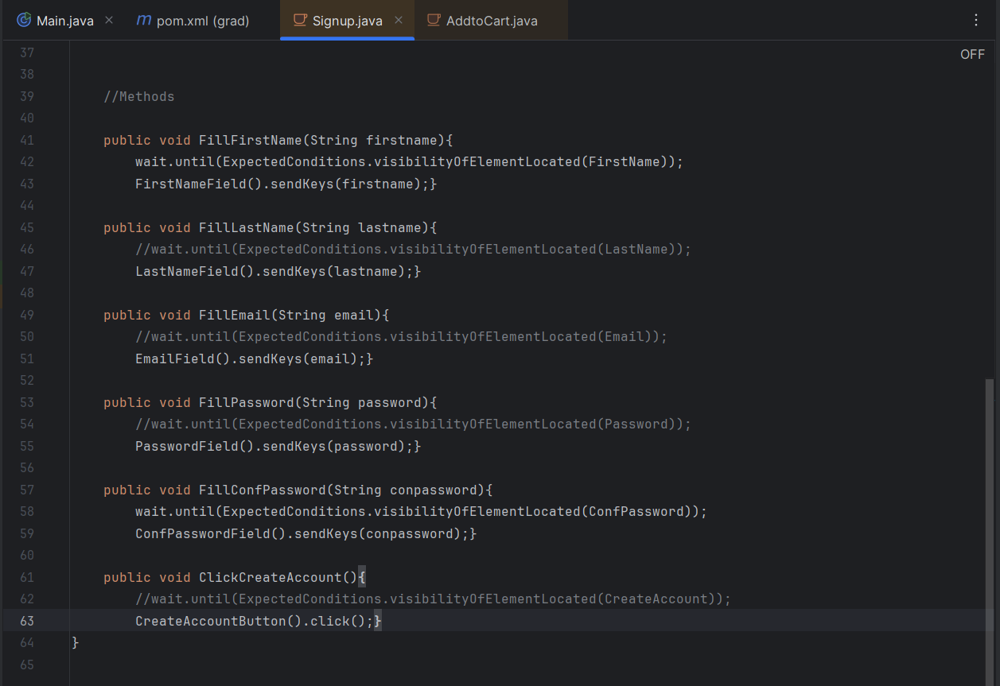 Main.java
pom.xml (grad)
Signup.java
AddtoCart.java
OFF
37
38
39 //Methods
40
41 public void FillFirstName(String firstname){
42 wait.until(ExpectedConditions.visibilityOfElementLocated(FirstName));
43 FirstNameField().sendKeys(firstname);}
44
45 public void FillLastName(String lastname){
46 //wait.until(ExpectedConditions.visibilityOfElementLocated(LastName));
47 LastNameField().sendKeys(lastname);}
48
49 public void FillEmail(String email){
50 //wait.until(ExpectedConditions.visibilityOfElementLocated(Email));
51 EmailField().sendKeys(email);}
52
53 public void FillPassword(String password){
54 //wait.until(ExpectedConditions.visibilityOfElementLocated(Password));
55 PasswordField().sendKeys(password);}
56
57 public void FillConfPassword(String conpassword){
58 wait.until(ExpectedConditions.visibilityOfElementLocated(ConfPassword));
59 ConfPasswordField().sendKeys(conpassword);}
60
61 public void ClickCreateAccount(){
62 //wait.until(ExpectedConditions.visibilityOfElementLocated(CreateAccount));
63 CreateAccountButton().click();}
64 }
65